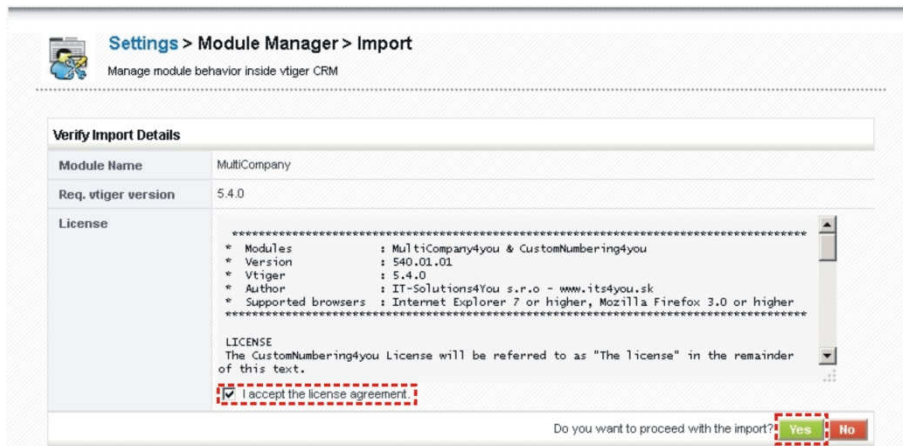 Settings > Module Manager > Import
Manage module behavior inside vtiger CRM
Verify Import Details
Module Name MultiCompany
Req. vtiger version 5.4.0
License
*****************************************************************************************
* Modules : MultiCompany4you & CustomNumbering4you
* Version : 540.01.01
* Vtiger : 5.4.0
* Author : IT-Solutions4You s.r.o - www.its4you.sk
* Supported browsers : Internet Explorer 7 or higher, Mozilla Firefox 3.0 or higher
*****************************************************************************************
LICENSE
The CustomNumbering4you License will be referred to as "The license" in the remainder
of this text.
I accept the license agreement.
Do you want to proceed with the import? Yes No